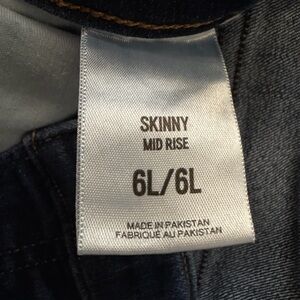 SKINNY
MID RISE
6L/6L
MADE IN PAKISTAN
FABRIQUÉ AU PAKISTAN